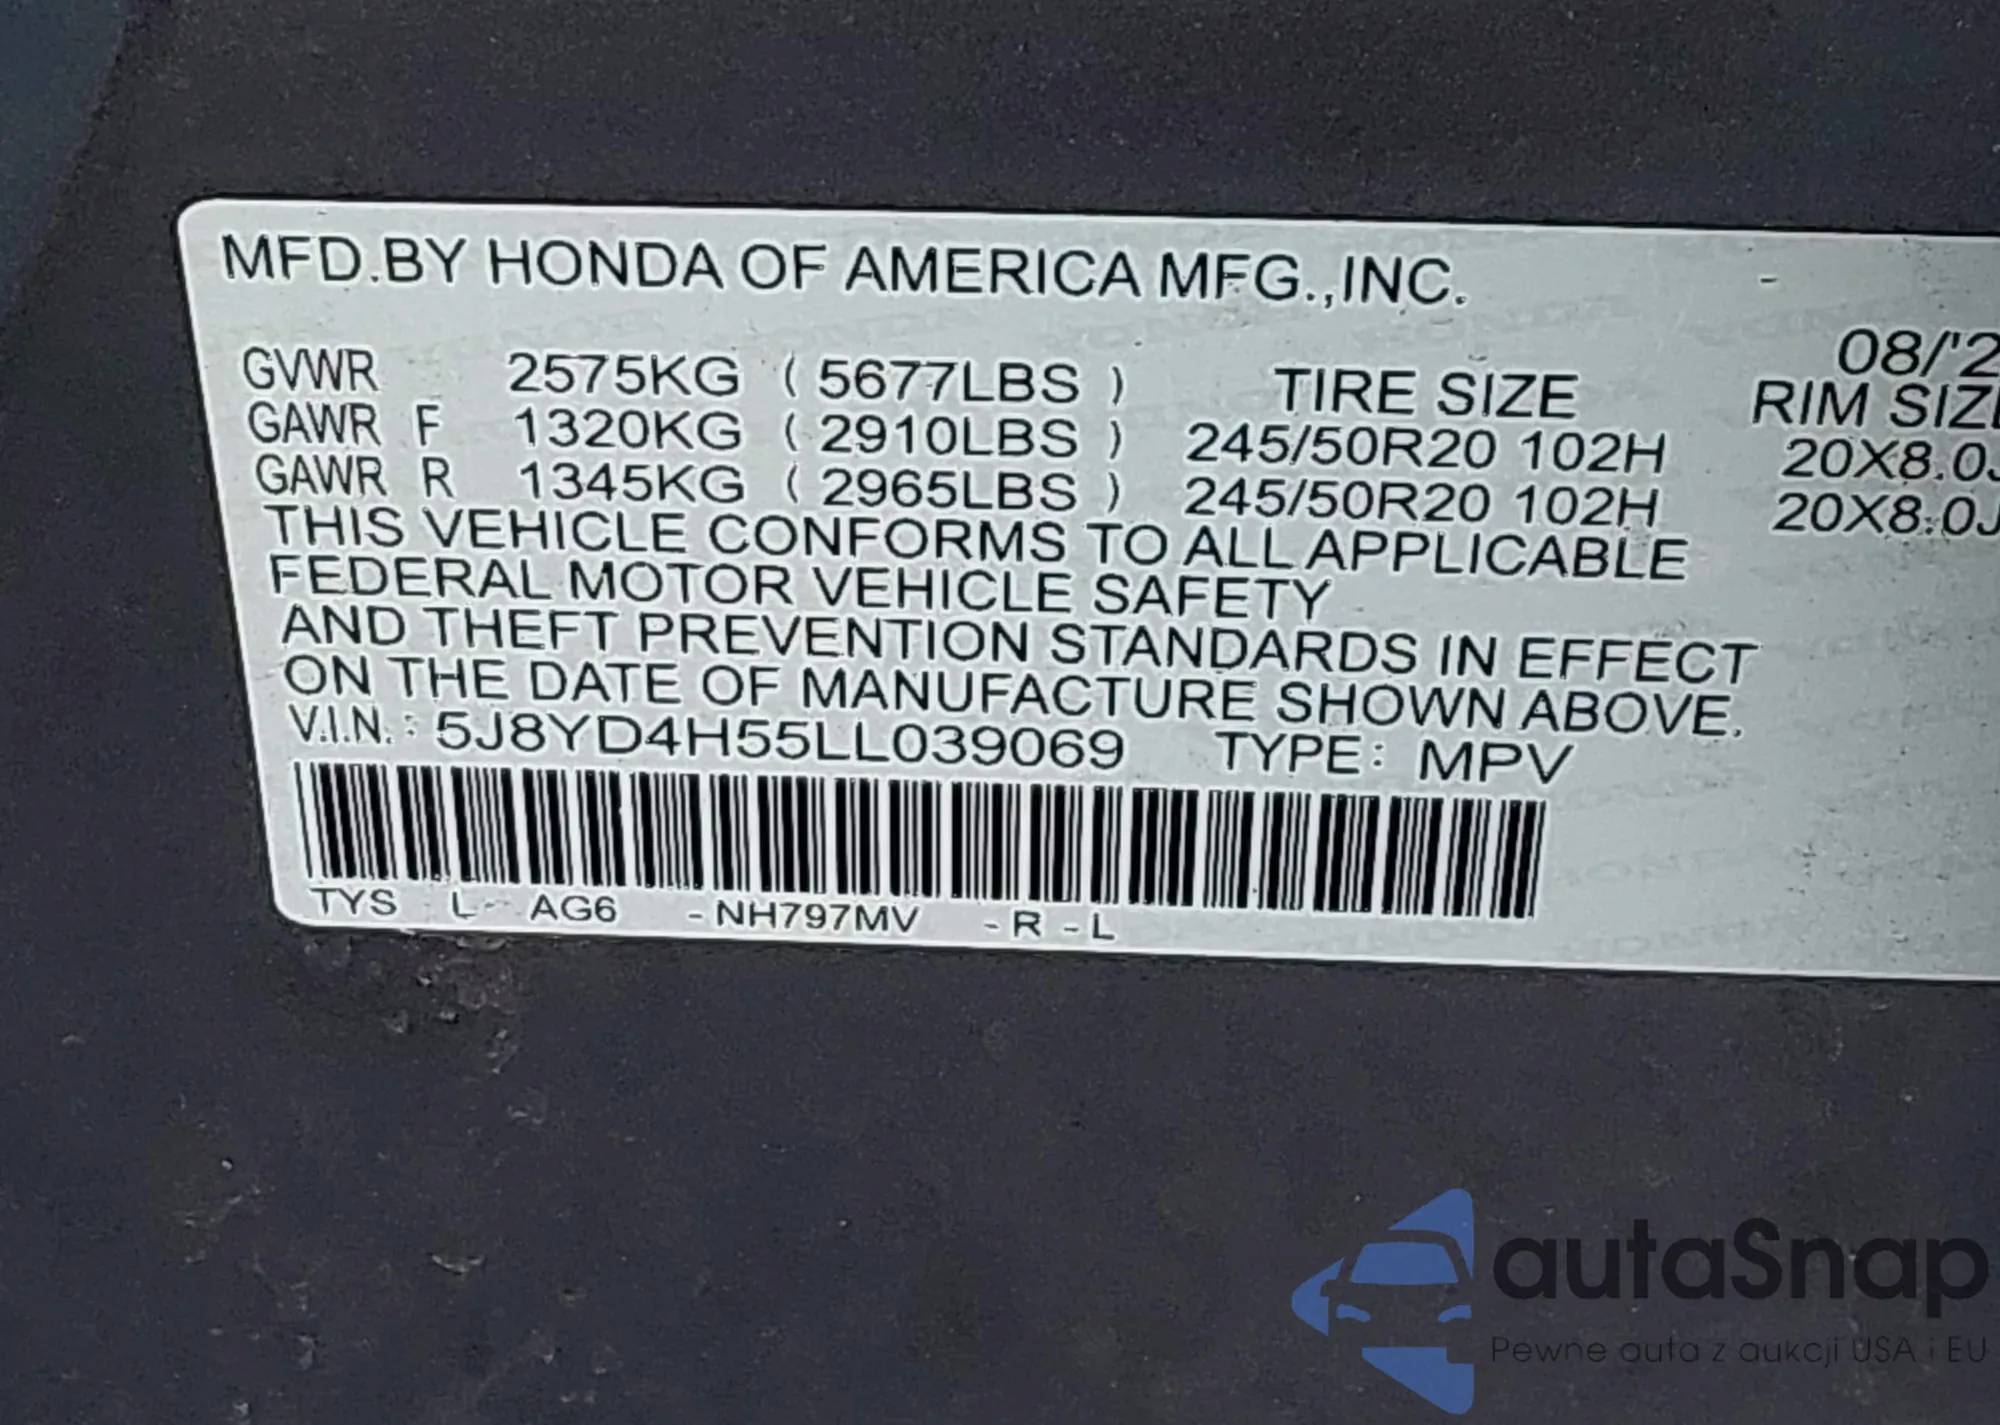 MFD.BY HONDA OF AMERICA MFG.,INC. -
08/'2
GVWR 2575KG ( 5677LBS ) TIRE SIZE RIM SIZE
GAWR F 1320KG ( 2910LBS ) 245/50R20 102H 20X8.0J
GAWR R 1345KG ( 2965LBS ) 245/50R20 102H 20X8.0J
THIS VEHICLE CONFORMS TO ALL APPLICABLE
FEDERAL MOTOR VEHICLE SAFETY
AND THEFT PREVENTION STANDARDS IN EFFECT
ON THE DATE OF MANUFACTURE SHOWN ABOVE.
V.I.N. : 5J8YD4H55LL039069 TYPE: MPV
TYS L- AG6 -NH797MV -R-L
autaSnap
Pewne auta z aukcji USA i EU